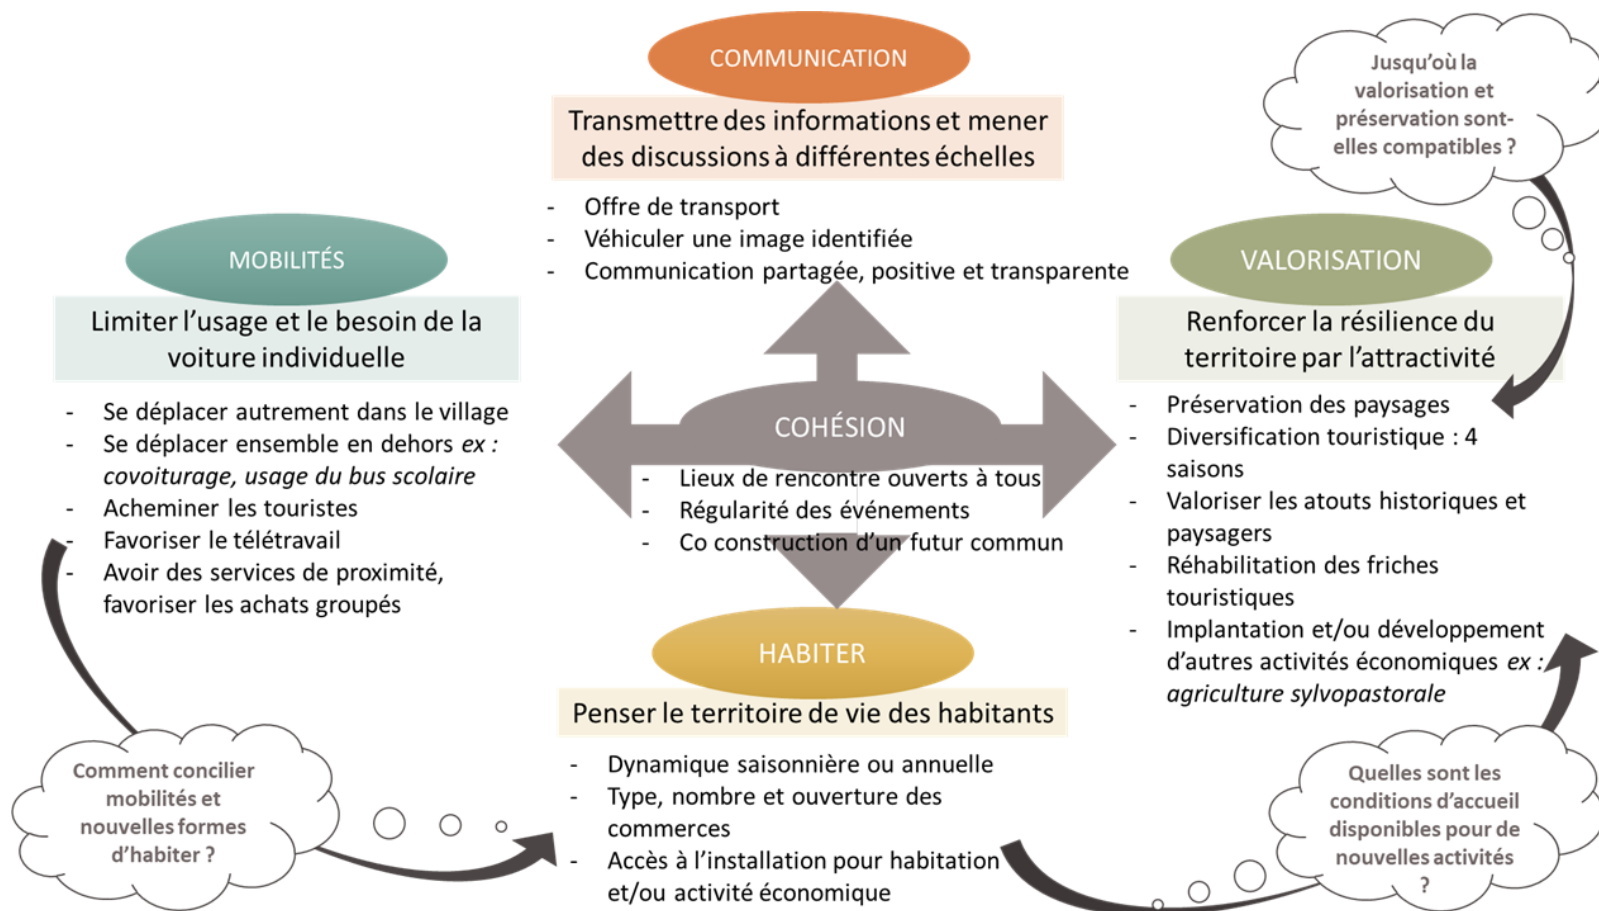 COMMUNICATION
Transmettre des informations et mener
des discussions à différentes échelles
- Offre de transport
- Véhiculer une image identifiée
- Communication partagée, positive et transparente
Jusqu'où la
valorisation et
préservation sont-
elles compatibles ?
MOBILITÉS
Limiter l'usage et le besoin de la
voiture individuelle
- Se déplacer autrement dans le village
- Se déplacer ensemble en dehors ex :
covoiturage, usage du bus scolaire
- Acheminer les touristes
- Favoriser le télétravail
- Avoir des services de proximité,
favoriser les achats groupés
COHÉSION
- Lieux de rencontre ouverts à tous
- Régularité des événements
- Co construction d'un futur commun
VALORISATION
Renforcer la résilience du
territoire par l'attractivité
- Préservation des paysages
- Diversification touristique : 4
saisons
- Valoriser les atouts historiques et
paysagers
- Réhabilitation des friches
touristiques
- Implantation et/ou développement
d'autres activités économiques ex :
agriculture sylvopastorale
HABITER
Penser le territoire de vie des habitants
- Dynamique saisonnière ou annuelle
- Type, nombre et ouverture des
commerces
- Accès à l'installation pour habitation
et/ou activité économique
Comment concilier
mobilités et
nouvelles formes
d'habiter ?
Quelles sont les
conditions d'accueil
disponibles pour de
nouvelles activités
?